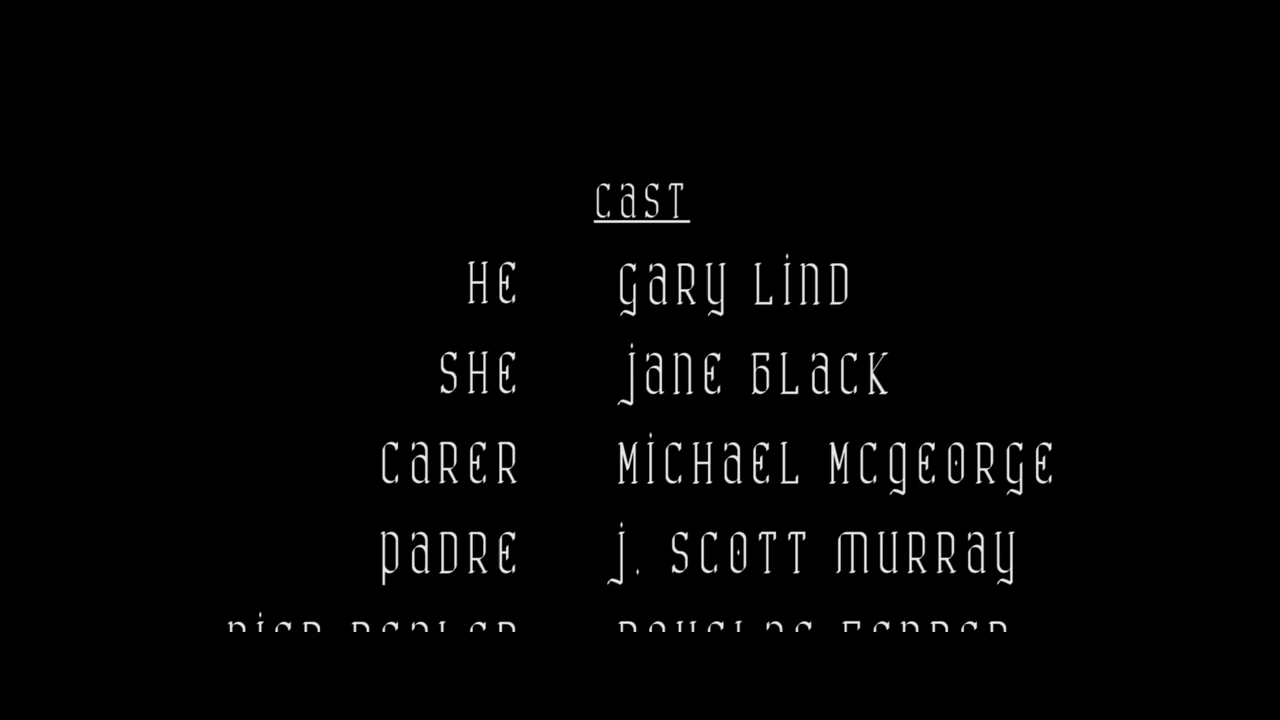 cast
HE GARY LIND
SHE JANE BLACK
CARER MICHAEL MCGEORGE
PADRE J. SCOTT MURRAY